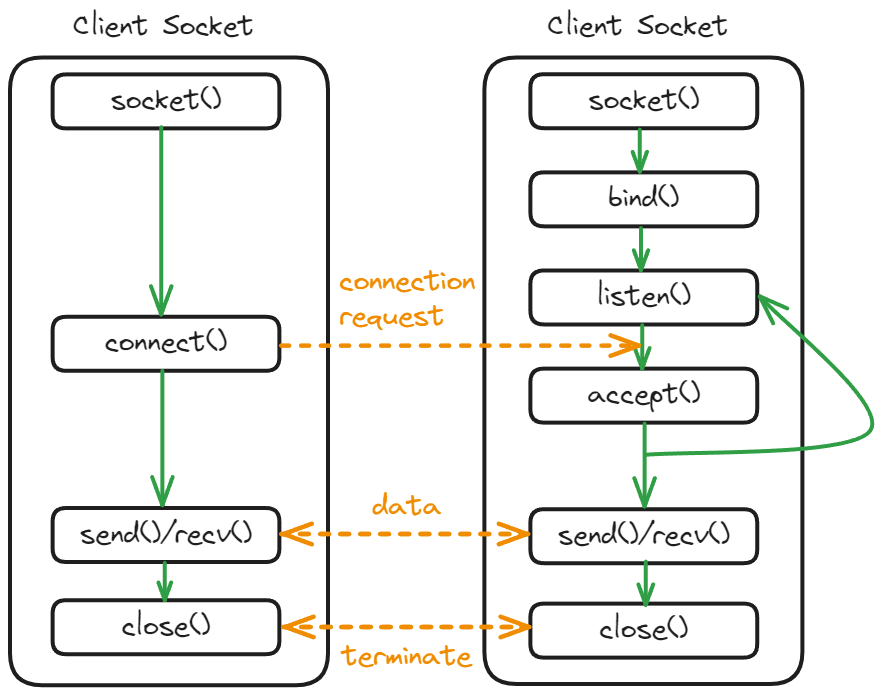 Client Socket
Client Socket
socket()
socket()
bind()
connection
request
listen()
connect()
accept()
data
send()/recv()
send()/recv()
close()
close()
terminate